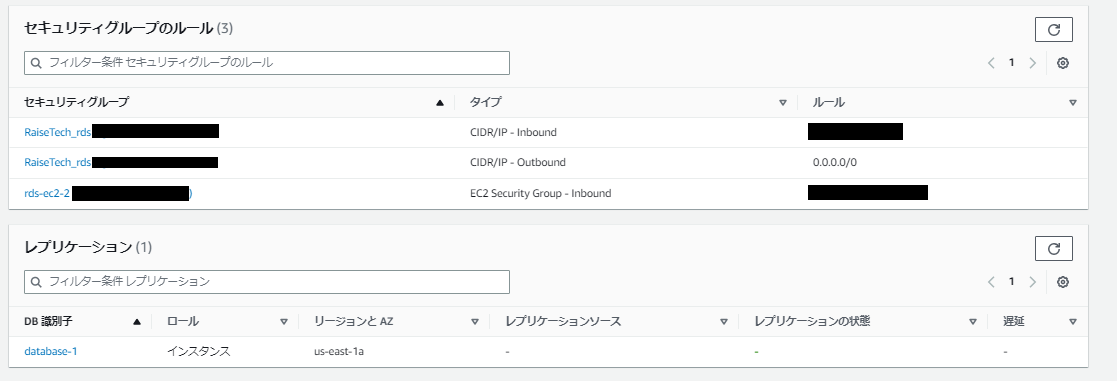 セキュリティグループのルール (3)
フィルター条件 セキュリティグループのルール
1
セキュリティグループ タイプ ルール
RaiseTech_rds CIDR/IP - Inbound
RaiseTech_rds CIDR/IP - Outbound 0.0.0.0/0
rds-ec2-2 ) EC2 Security Group - Inbound
レプリケーション (1)
フィルター条件 レプリケーション
1
DB 識別子 ロール リージョンと AZ レプリケーションソース レプリケーションの状態 遅延
database-1 インスタンス us-east-1a - - -